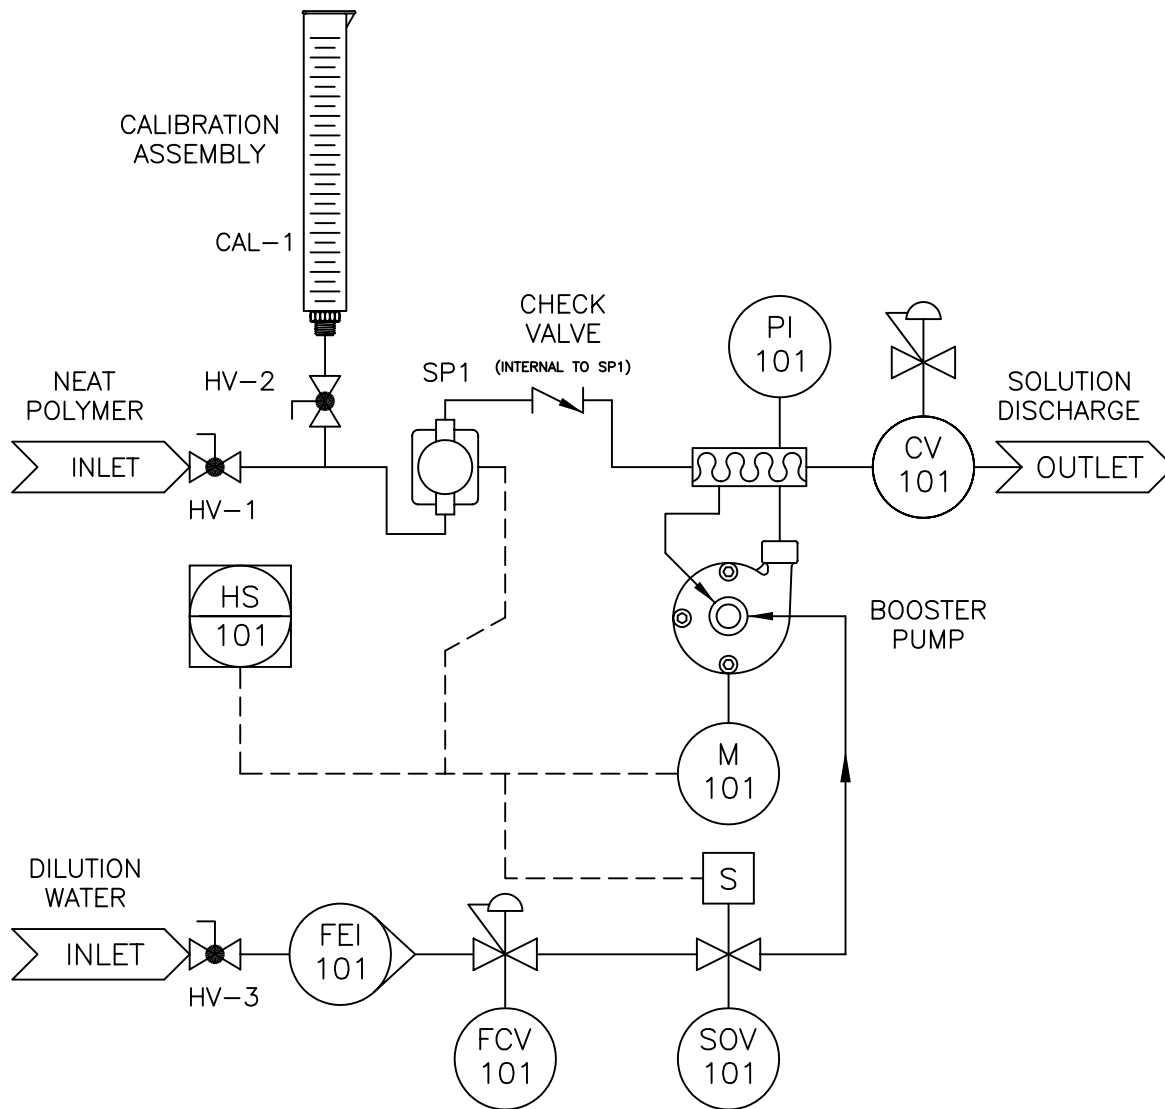 CALIBRATION
ASSEMBLY
CAL-1
CHECK
VALVE
(INTERNAL TO SP1)
PI
101
NEAT
POLYMER
HV-2
SP1
SOLUTION
DISCHARGE
INLET
CV
101
OUTLET
HV-1
HS
101
BOOSTER
PUMP
M
101
DILUTION
WATER
S
INLET
FEI
101
HV-3
FCV
101
SOV
101